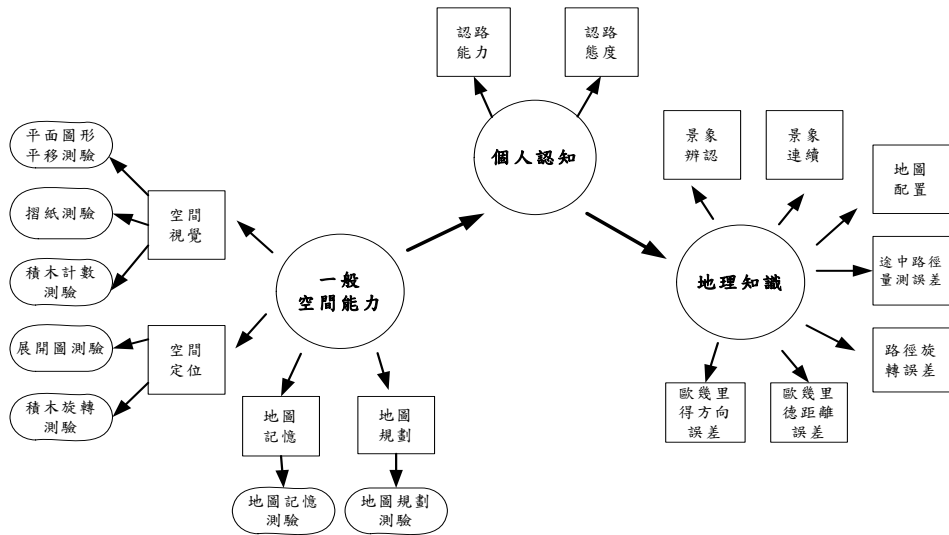 認路
能力
認路
態度
個人認知
景象
辨認
景象
連續
地圖
配置
途中路徑
量測誤差
路徑旋
轉誤差
地理知識
歐幾里
得方向
誤差
歐幾里
德距離
誤差
平面圖形
平移測驗
摺紙測驗
積木計數
測驗
空間
視覺
一般
空間能力
展開圖測驗
積木旋轉
測驗
空間
定位
地圖
記憶
地圖
規劃
地圖記憶
測驗
地圖規劃
測驗